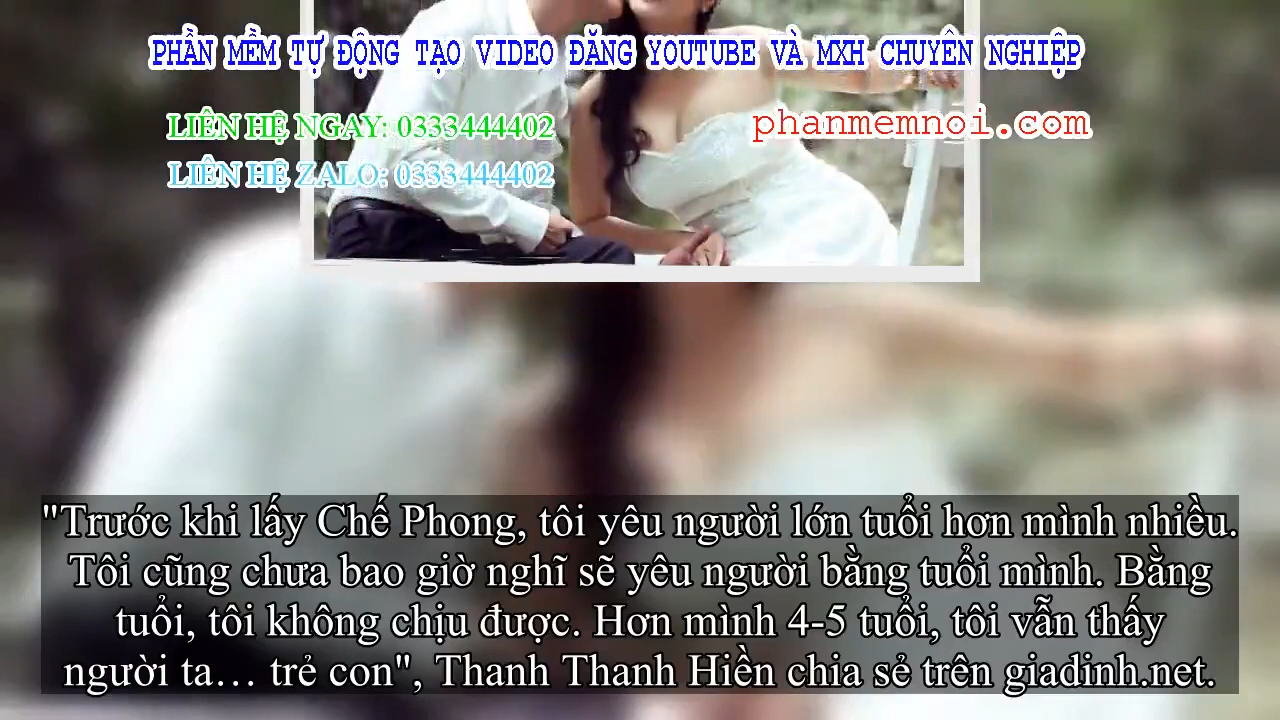 PHẦN MỀM TỰ ĐỘNG TẠO VIDEO ĐĂNG YOUTUBE VÀ MXH CHUYÊN NGHIỆP
LIÊN HỆ NGAY: 0333444402
phanmemnoi.com
LIÊN HỆ ZALO: 0333444402
"Trước khi lấy Chế Phong, tôi yêu người lớn tuổi hơn mình nhiều.
Tôi cũng chưa bao giờ nghĩ sẽ yêu người bằng tuổi mình. Bằng
tuổi, tôi không chịu được. Hơn mình 4-5 tuổi, tôi vẫn thấy
người ta… trẻ con", Thanh Thanh Hiền chia sẻ trên giadinh.net.